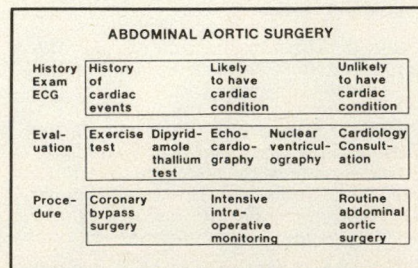 ABDOMINAL AORTIC SURGERY
History History Likely Unlikely
Exam of to have to have
ECG cardiac cardiac cardiac
events condition condition
Eval- Exercise Dipyrid- Echo- Nuclear Cardiology
uation test amole cardio- ventricul- Consult-
thallium graphy ography ation
test
Proce- Coronary Intensive Routine
dure bypass intra- abdominal
surgery operative aortic
monitoring surgery